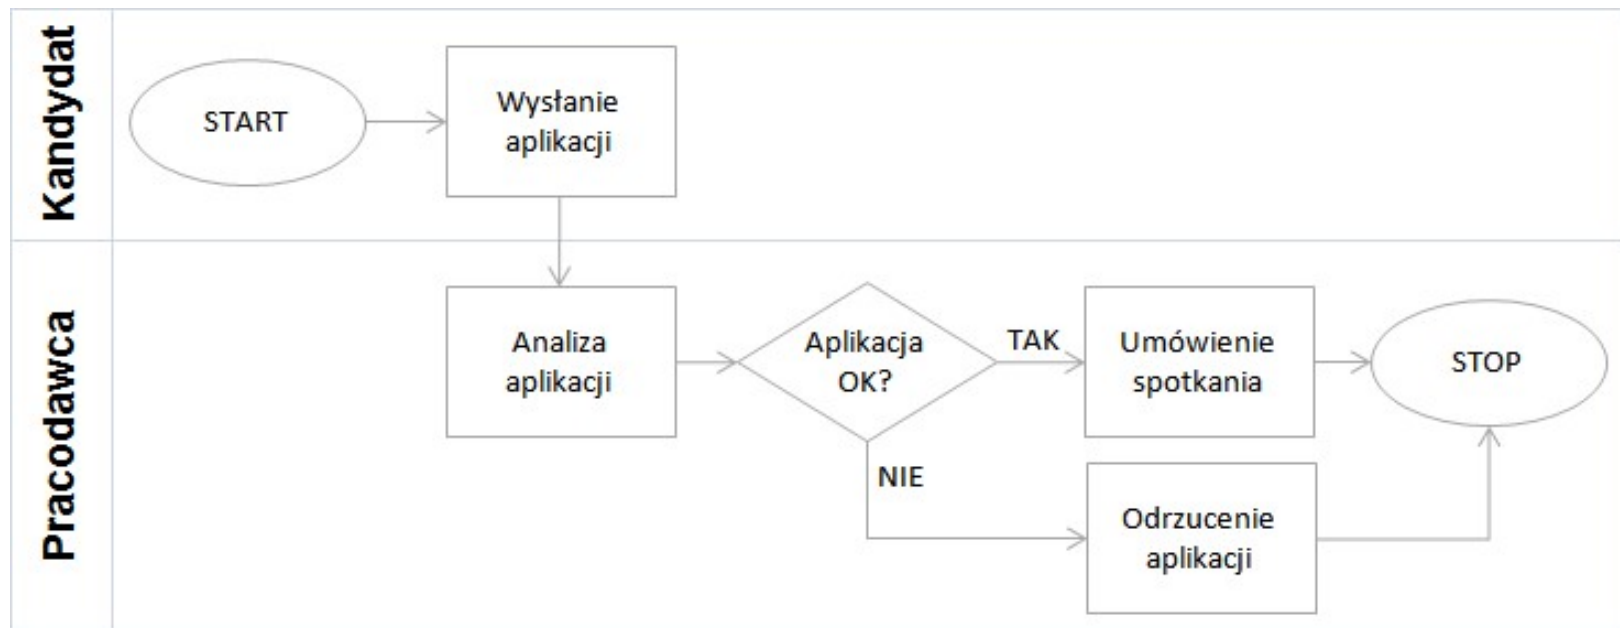 Kandydat
START
Wysłanie
aplikacji
Pracodawca
Analiza
aplikacji
Aplikacja
OK?
TAK
Umówienie
spotkania
STOP
NIE
Odrzucenie
aplikacji